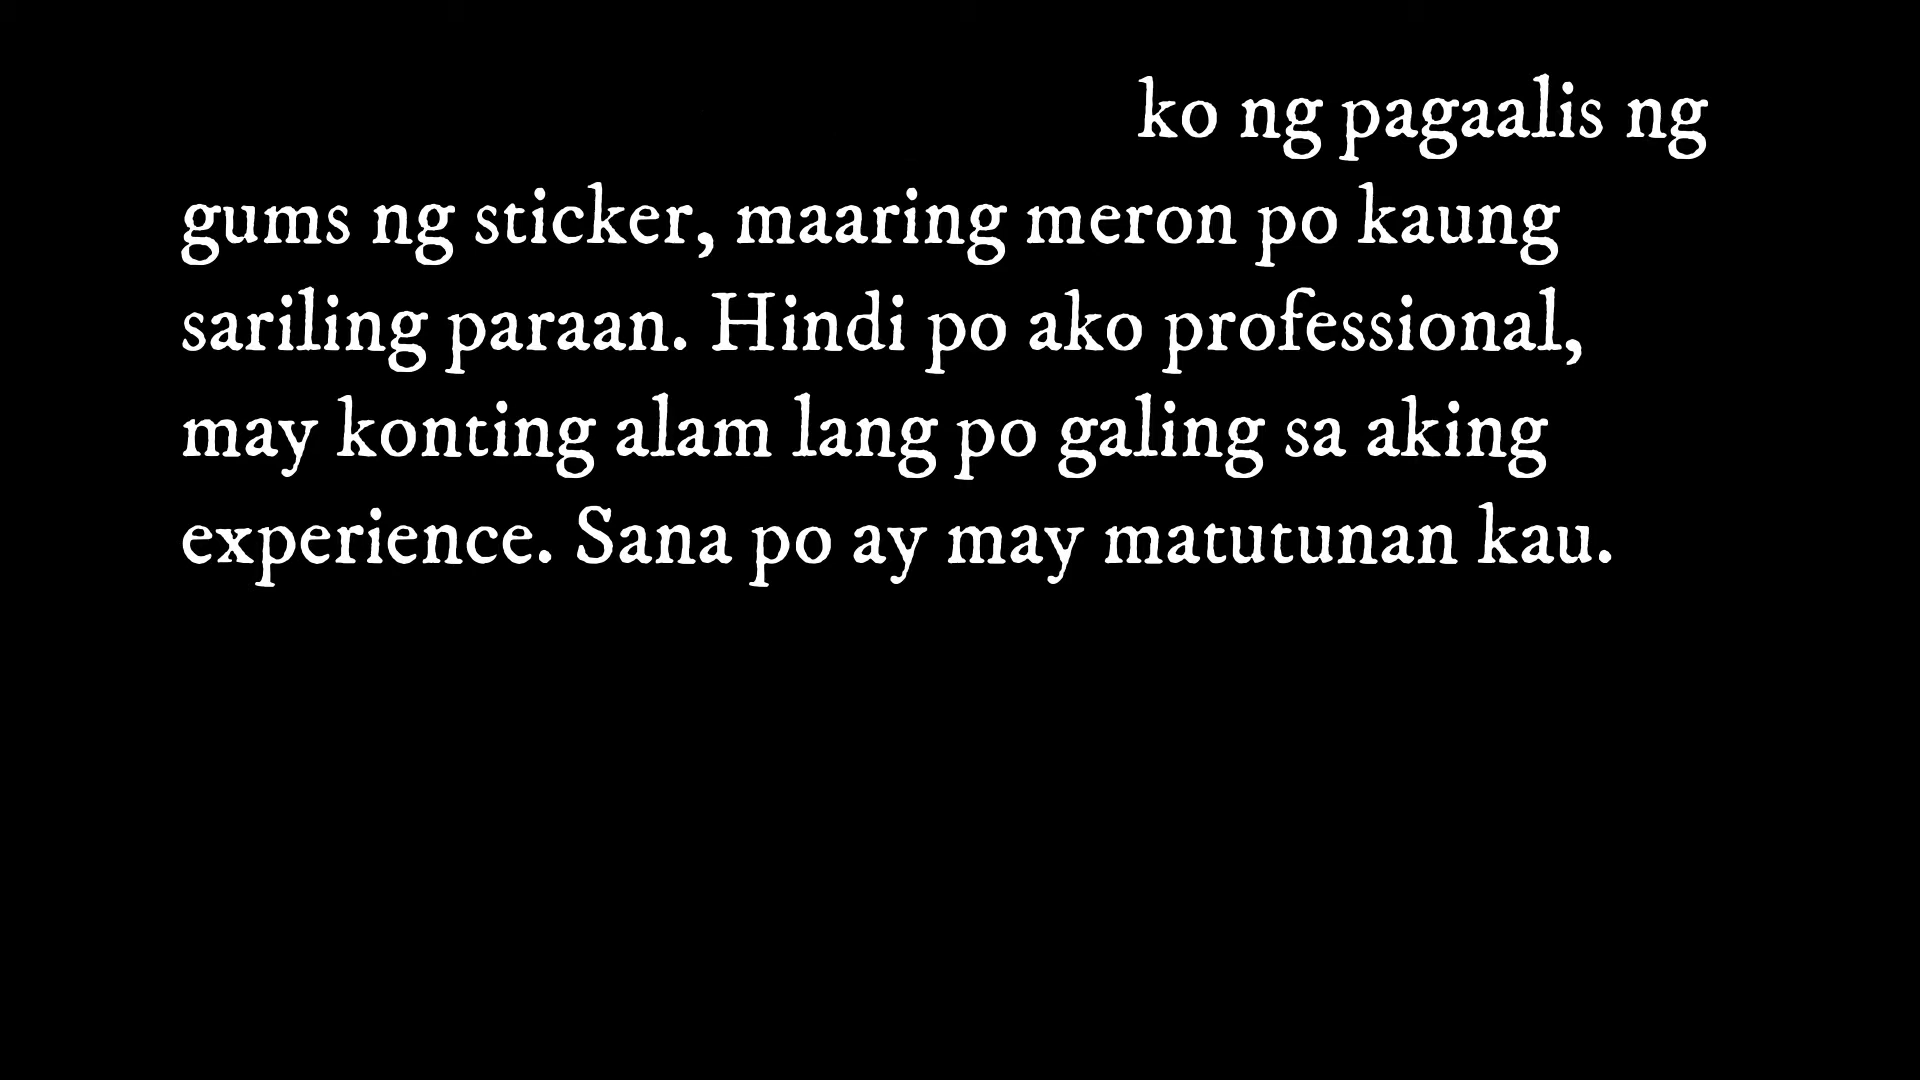 ko ng pagaalis ng
gums ng sticker, maaring meron po kaung
sariling paraan. Hindi po ako professional,
may konting alam lang po galing sa aking
experience. Sana po ay may matutunan kau.